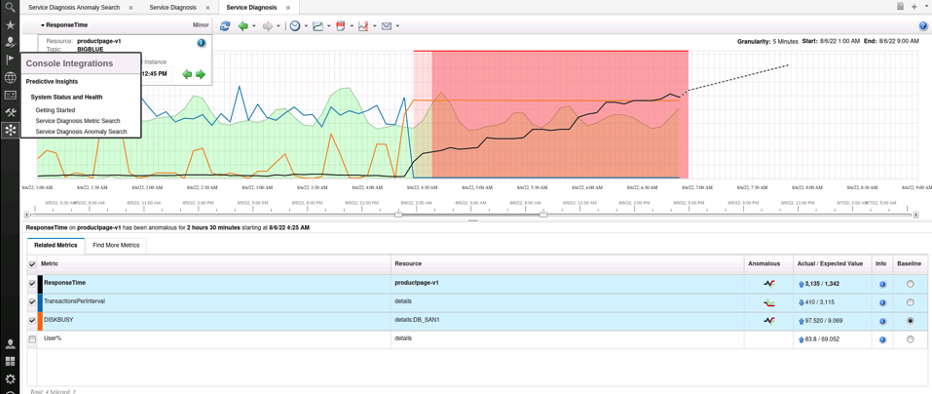 Service Diagnosis Anomaly Search
Service Diagnosis
Service Diagnosis
ResponseTime
Minor
Resource: productpage-v1
Topic: BIGBLUE
Instance
12:45 PM
Granularity: 5 Minutes Start: 8/6/22 1:00 AM End: 8/6/22 9:00 AM
Console Integrations
Predictive Insights
System Status and Health
Getting Started
Service Diagnosis Metric Search
Service Diagnosis Anomaly Search
8/6/22, 1:00 AM 8/6/22, 1:30 AM 8/6/22, 2:00 AM 8/6/22, 2:30 AM 8/6/22, 3:00 AM 8/6/22, 3:30 AM 8/6/22, 4:00 AM 8/6/22, 4:30 AM 8/6/22, 5:00 AM 8/6/22, 5:30 AM 8/6/22, 6:00 AM 8/6/22, 6:30 AM 8/6/22, 7:00 AM 8/6/22, 7:30 AM 8/6/22, 8:00 AM 8/6/22, 8:30 AM 8/6/22, 9:00 AM
ResponseTime on productpage-v1 has been anomalous for 2 hours 30 minutes starting at 8/6/22 4:25 AM
Related Metrics Find More Metrics
Metric Resource Anomalous Actual / Expected Value Info Baseline
ResponseTime productpage-v1 3,135 / 1,342
TransactionsPerInterval details 410 / 3,115
DISKBUSY details:DB_SAN1 97.520 / 9.069
User% details 83.8 / 69.052
Total: 4 Selected: 3